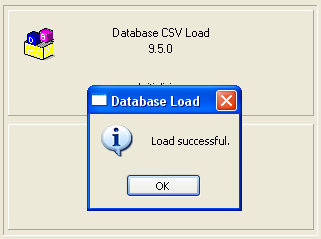 Database CSV Load
9.5.0
Database Load
Load successful.
OK